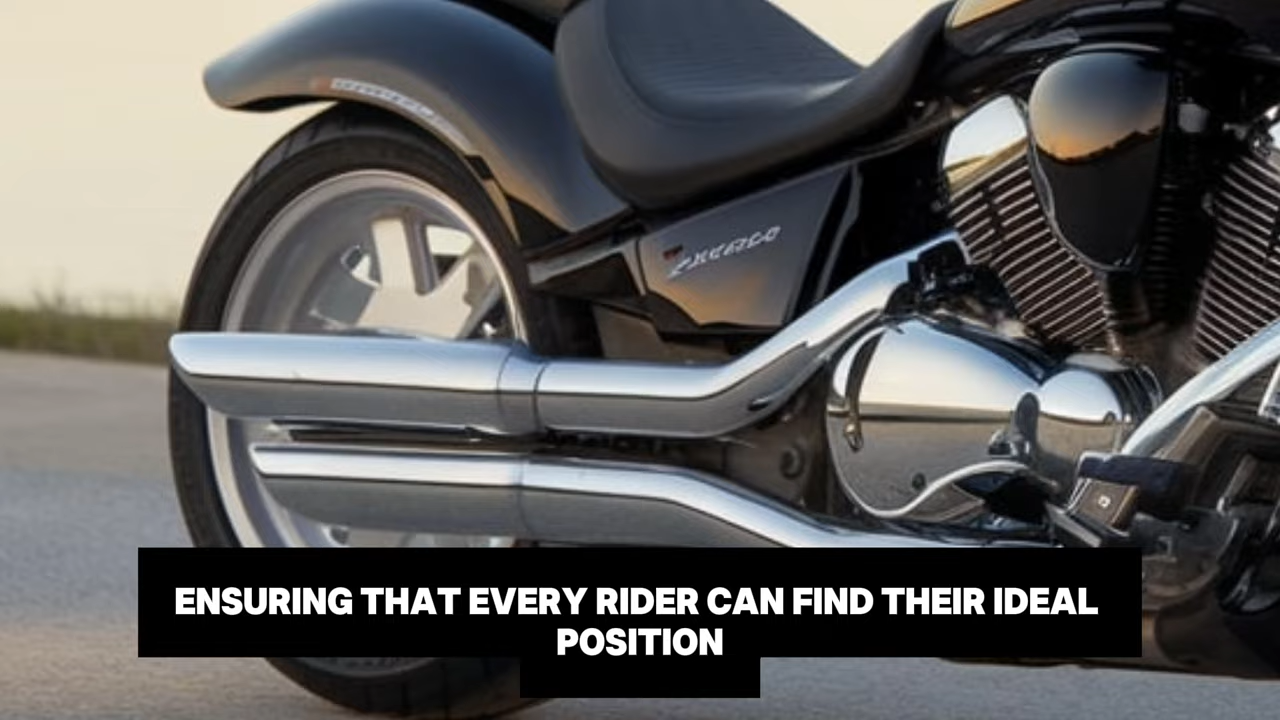 ENSURING THAT EVERY RIDER CAN FIND THEIR IDEAL
POSITION